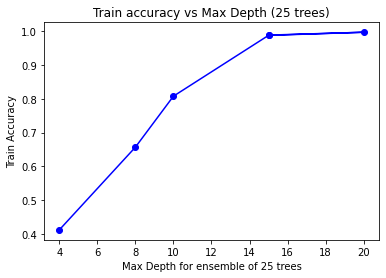 Train accuracy vs Max Depth (25 trees)
1.0
0.9
0.8
0.7
0.6
0.5
0.4
Train Accuracy
4 6 8 10 12 14 16 18 20
Max Depth for ensemble of 25 trees